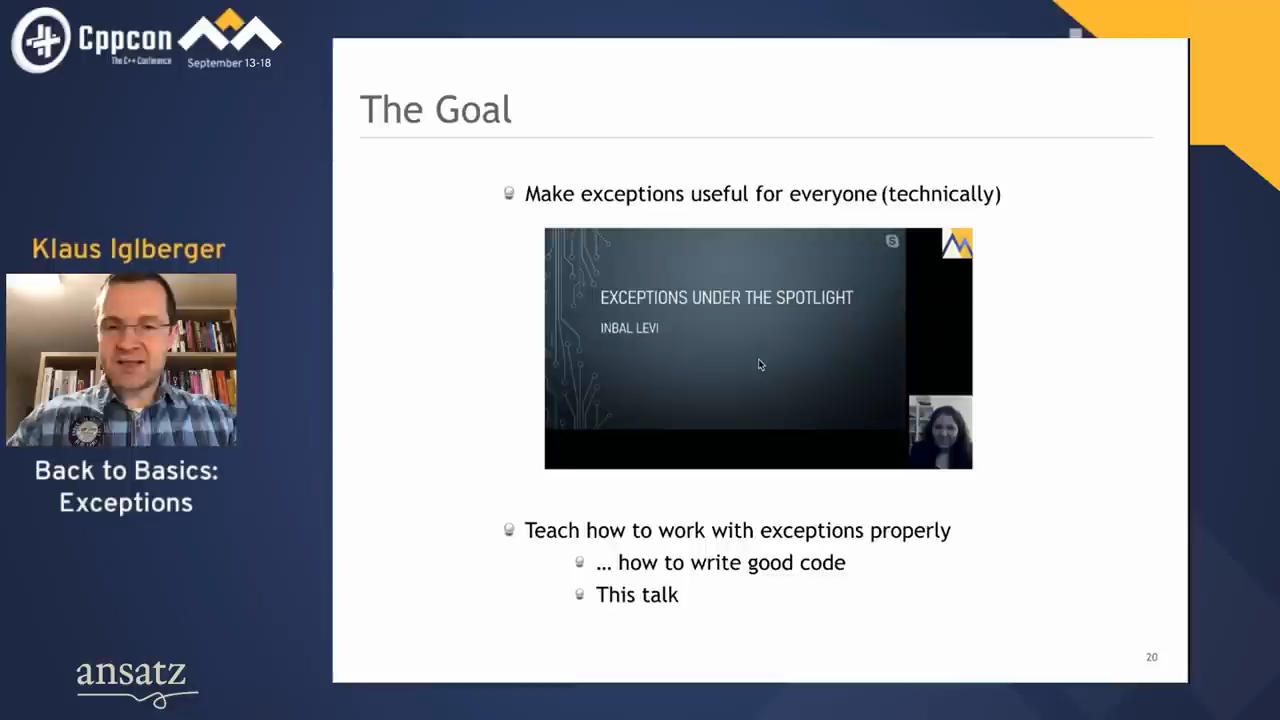 Cppcon
The C++ Conference
September 13-18
Klaus Iglberger
Back to Basics:
Exceptions
ansatz
The Goal
Make exceptions useful for everyone (technically)
EXCEPTIONS UNDER THE SPOTLIGHT
INBAL LEVI
Teach how to work with exceptions properly
... how to write good code
This talk
20